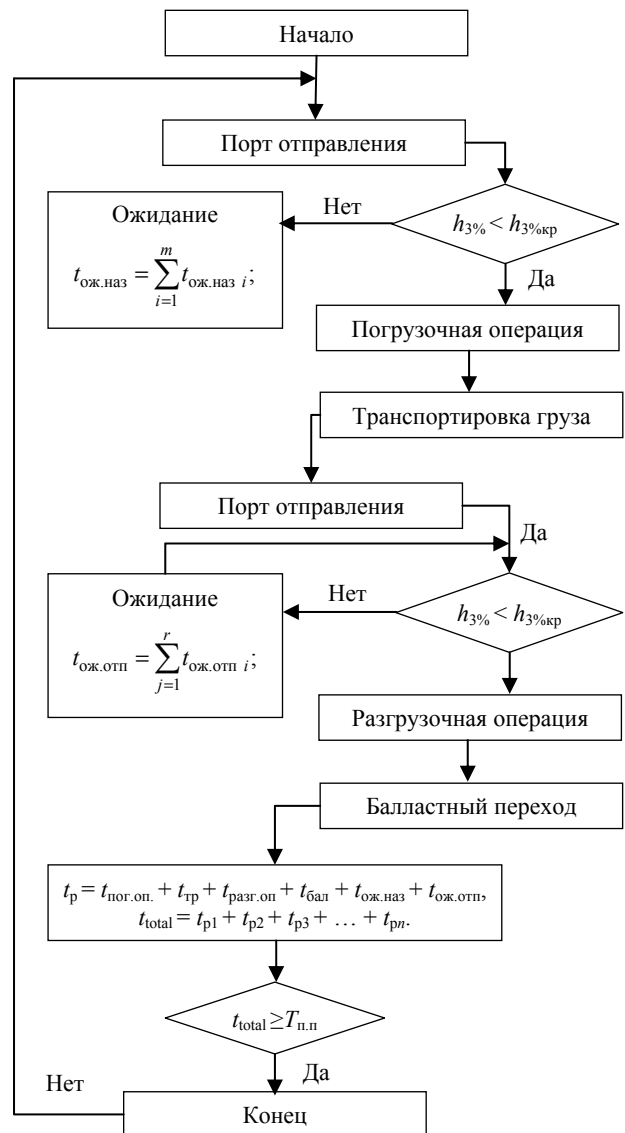 Начало
Порт отправления
Нет
h3% < h3%кр
Ожидание
tож.наз = ∑ i=1 m tож.наз i;
Да
Погрузочная операция
Транспортировка груза
Порт отправления
Да
Ожидание
Нет
h3% < h3%кр
tож.отп = ∑ j=1 r tож.отп i;
Разгрузочная операция
Балластный переход
tр = tпог.оп. + tтр + tразг.оп + tбал + tож.наз + tож.отп,
ttotal = tр1 + tр2 + tр3 + … + tрn.
ttotal ≥Tп.п
Нет
Да
Конец